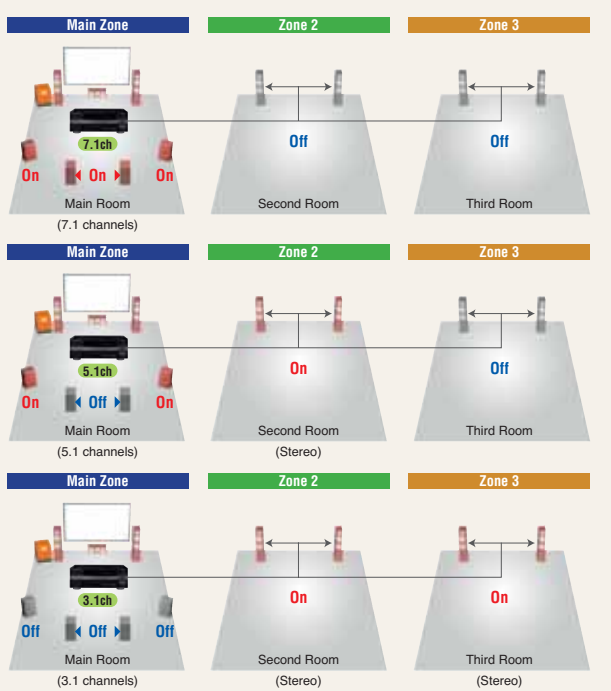 Main Zone
Zone 2
Zone 3
7.1ch
Off
Off
On
On
On
Main Room
Second Room
Third Room
(7.1 channels)
Main Zone
Zone 2
Zone 3
5.1ch
On
Off
On
Off
On
Main Room
Second Room
Third Room
(5.1 channels)
(Stereo)
Main Zone
Zone 2
Zone 3
3.1ch
On
On
Off
Off
Off
Main Room
Second Room
Third Room
(3.1 channels)
(Stereo)
(Stereo)